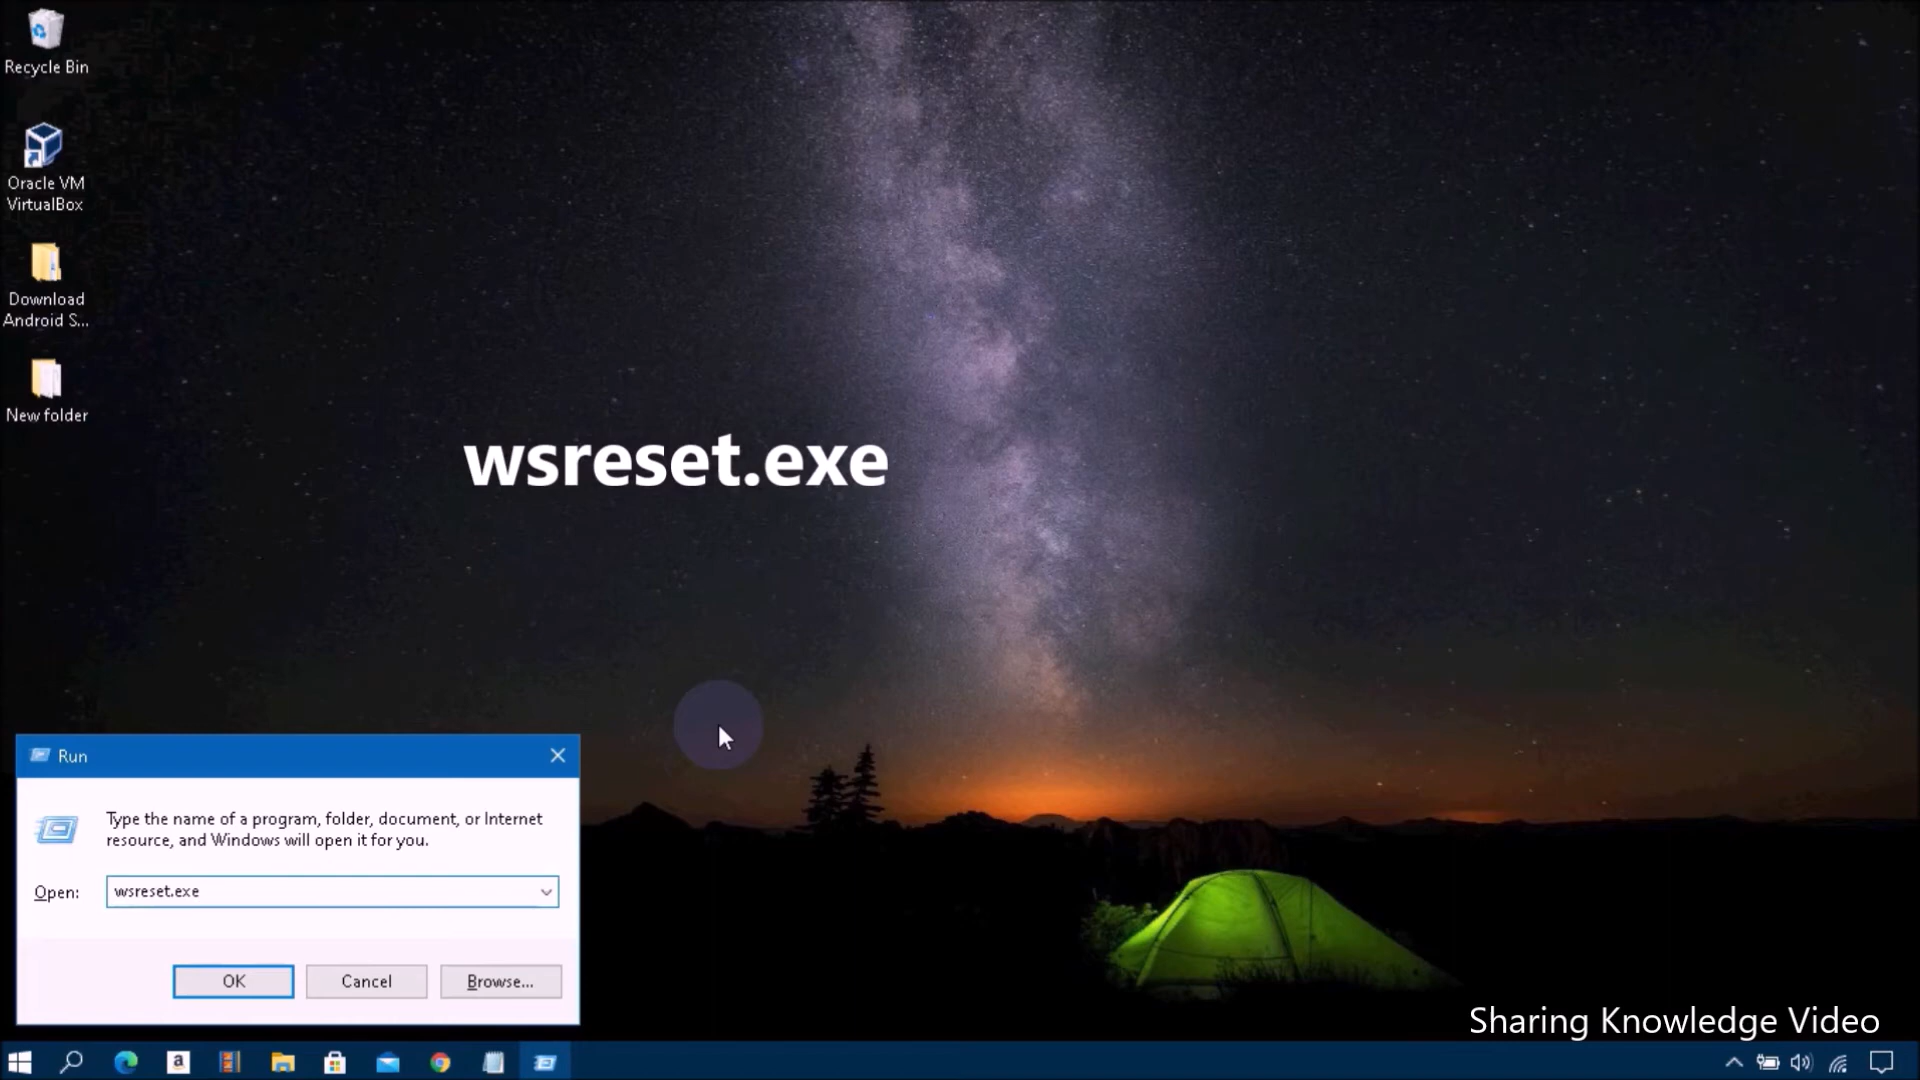 Recycle Bin
Oracle VM
VirtualBox
Download
Android S...
New folder
wsreset.exe
Run
Type the name of a program, folder, document, or Internet
resource, and Windows will open it for you.
Open:
wsreset.exe
OK
Cancel
Browse...
Sharing Knowledge Video
a